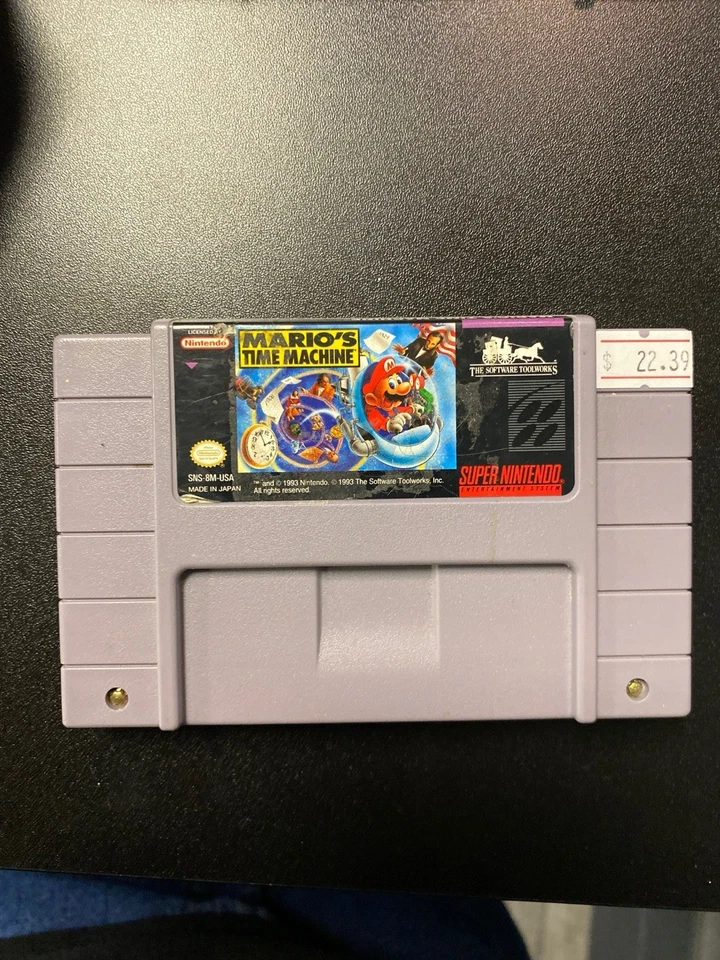 LICENSED BY
Nintendo
MARIO'S
TIME MACHINE
THE SOFTWARE TOOLWORKS
$ 22.39
SNS-8M-USA
MADE IN JAPAN
™ and © 1993 Nintendo. © 1993 The Software Toolworks, Inc.
All rights reserved.
SUPER NINTENDO
ENTERTAINMENT SYSTEM